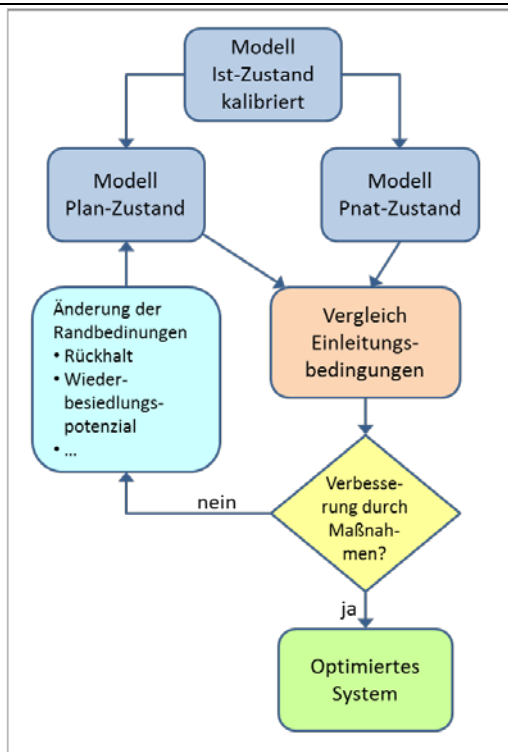 Modell
Ist-Zustand
kalibriert
Modell
Plan-Zustand
Modell
Pnat-Zustand
Änderung der
Randbedinungen
• Rückhalt
• Wieder-
besiedlungs-
potenzial
• ...
Vergleich
Einleitungs-
bedingungen
Verbesse-
rung durch
Maßnah-
men?
nein
ja
Optimiertes
System